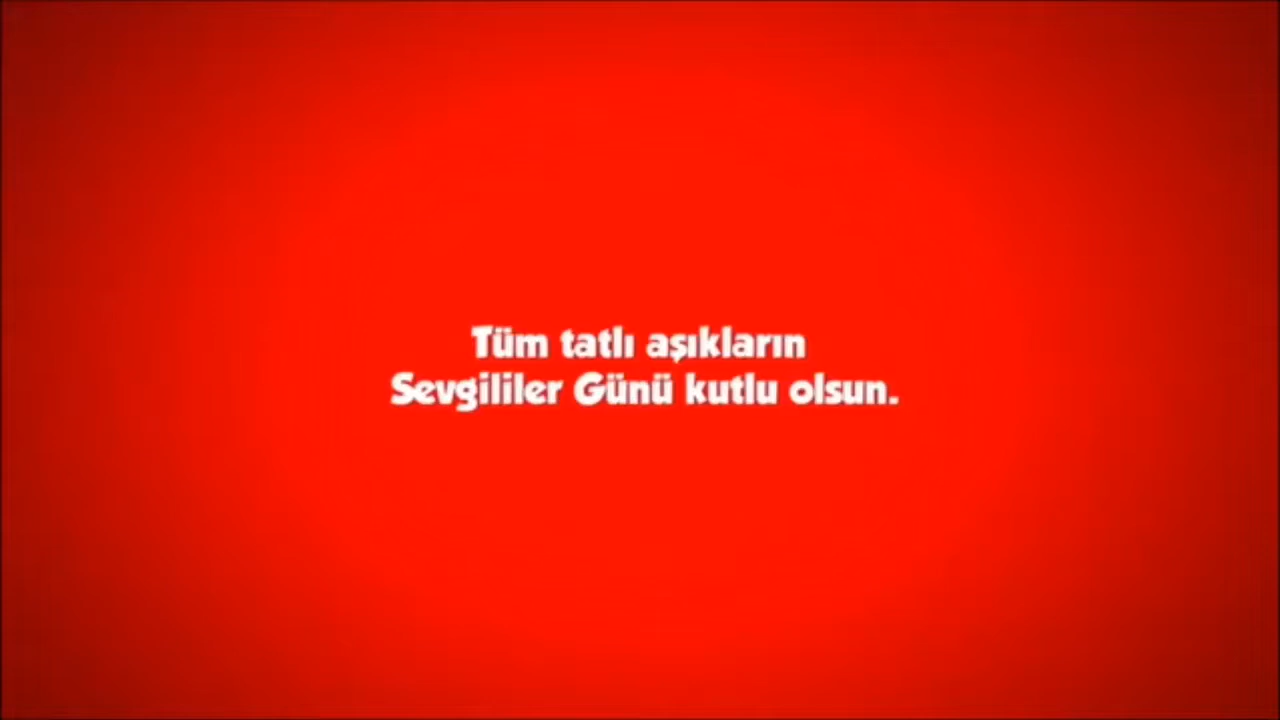 Tüm tatlı aşıkların
Sevgililer Günü kutlu olsun.